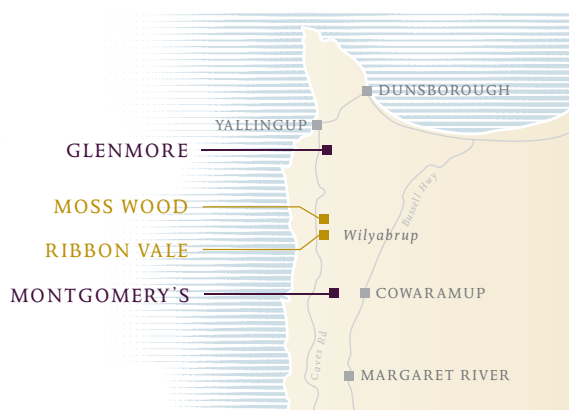 DUNSBOROUGH
YALLINGUP
GLENMORE
Bussell Hwy
MOSS WOOD
Wilyabrup
RIBBON VALE
MONTGOMERY'S
COWARAMUP
Caves Rd
MARGARET RIVER